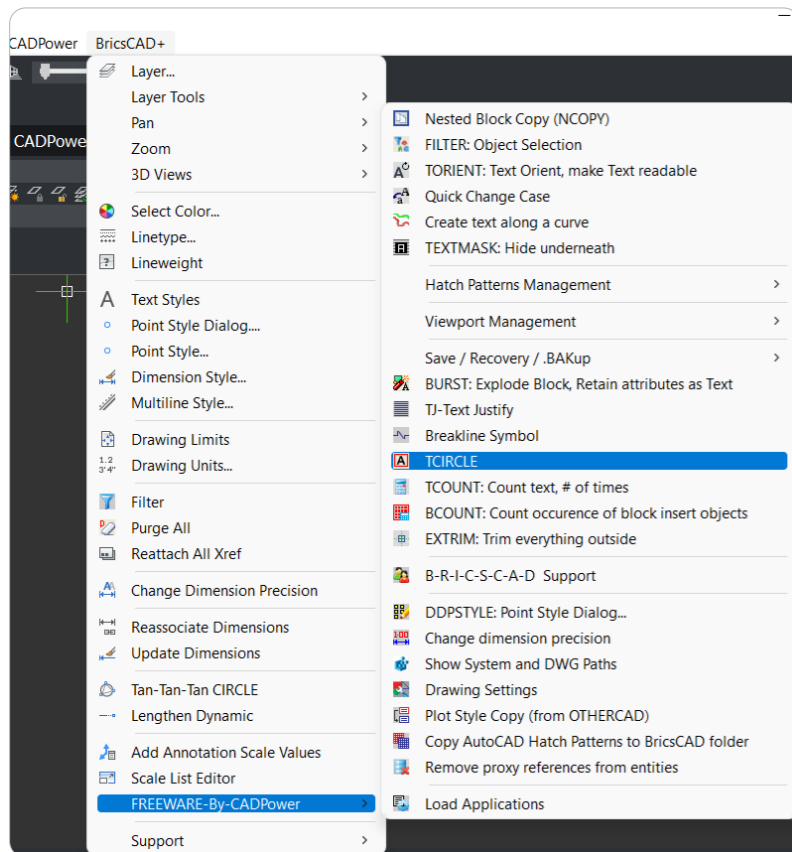 CADPower BricsCAD+
CADPowe
Layer...
Layer Tools
Pan
Zoom
3D Views
Select Color...
Linetype...
Lineweight
Text Styles
Point Style Dialog....
Point Style...
Dimension Style...
Multiline Style...
Drawing Limits
Drawing Units...
Filter
Purge All
Reattach All Xref
Change Dimension Precision
Reassociate Dimensions
Update Dimensions
Tan-Tan-Tan CIRCLE
Lengthen Dynamic
Add Annotation Scale Values
Scale List Editor
FREEWARE-By-CADPower
Support
Nested Block Copy (NCOPY)
FILTER: Object Selection
TORIENT: Text Orient, make Text readable
Quick Change Case
Create text along a curve
TEXTMASK: Hide underneath
Hatch Patterns Management
Viewport Management
Save / Recovery / .BAKup
BURST: Explode Block, Retain attributes as Text
TJ-Text Justify
Breakline Symbol
TCIRCLE
TCOUNT: Count text, # of times
BCOUNT: Count occurence of block insert objects
EXTRIM: Trim everything outside
B-R-I-C-S-C-A-D Support
DDPSTYLE: Point Style Dialog...
Change dimension precision
Show System and DWG Paths
Drawing Settings
Plot Style Copy (from OTHERCAD)
Copy AutoCAD Hatch Patterns to BricsCAD folder
Remove proxy references from entities
Load Applications